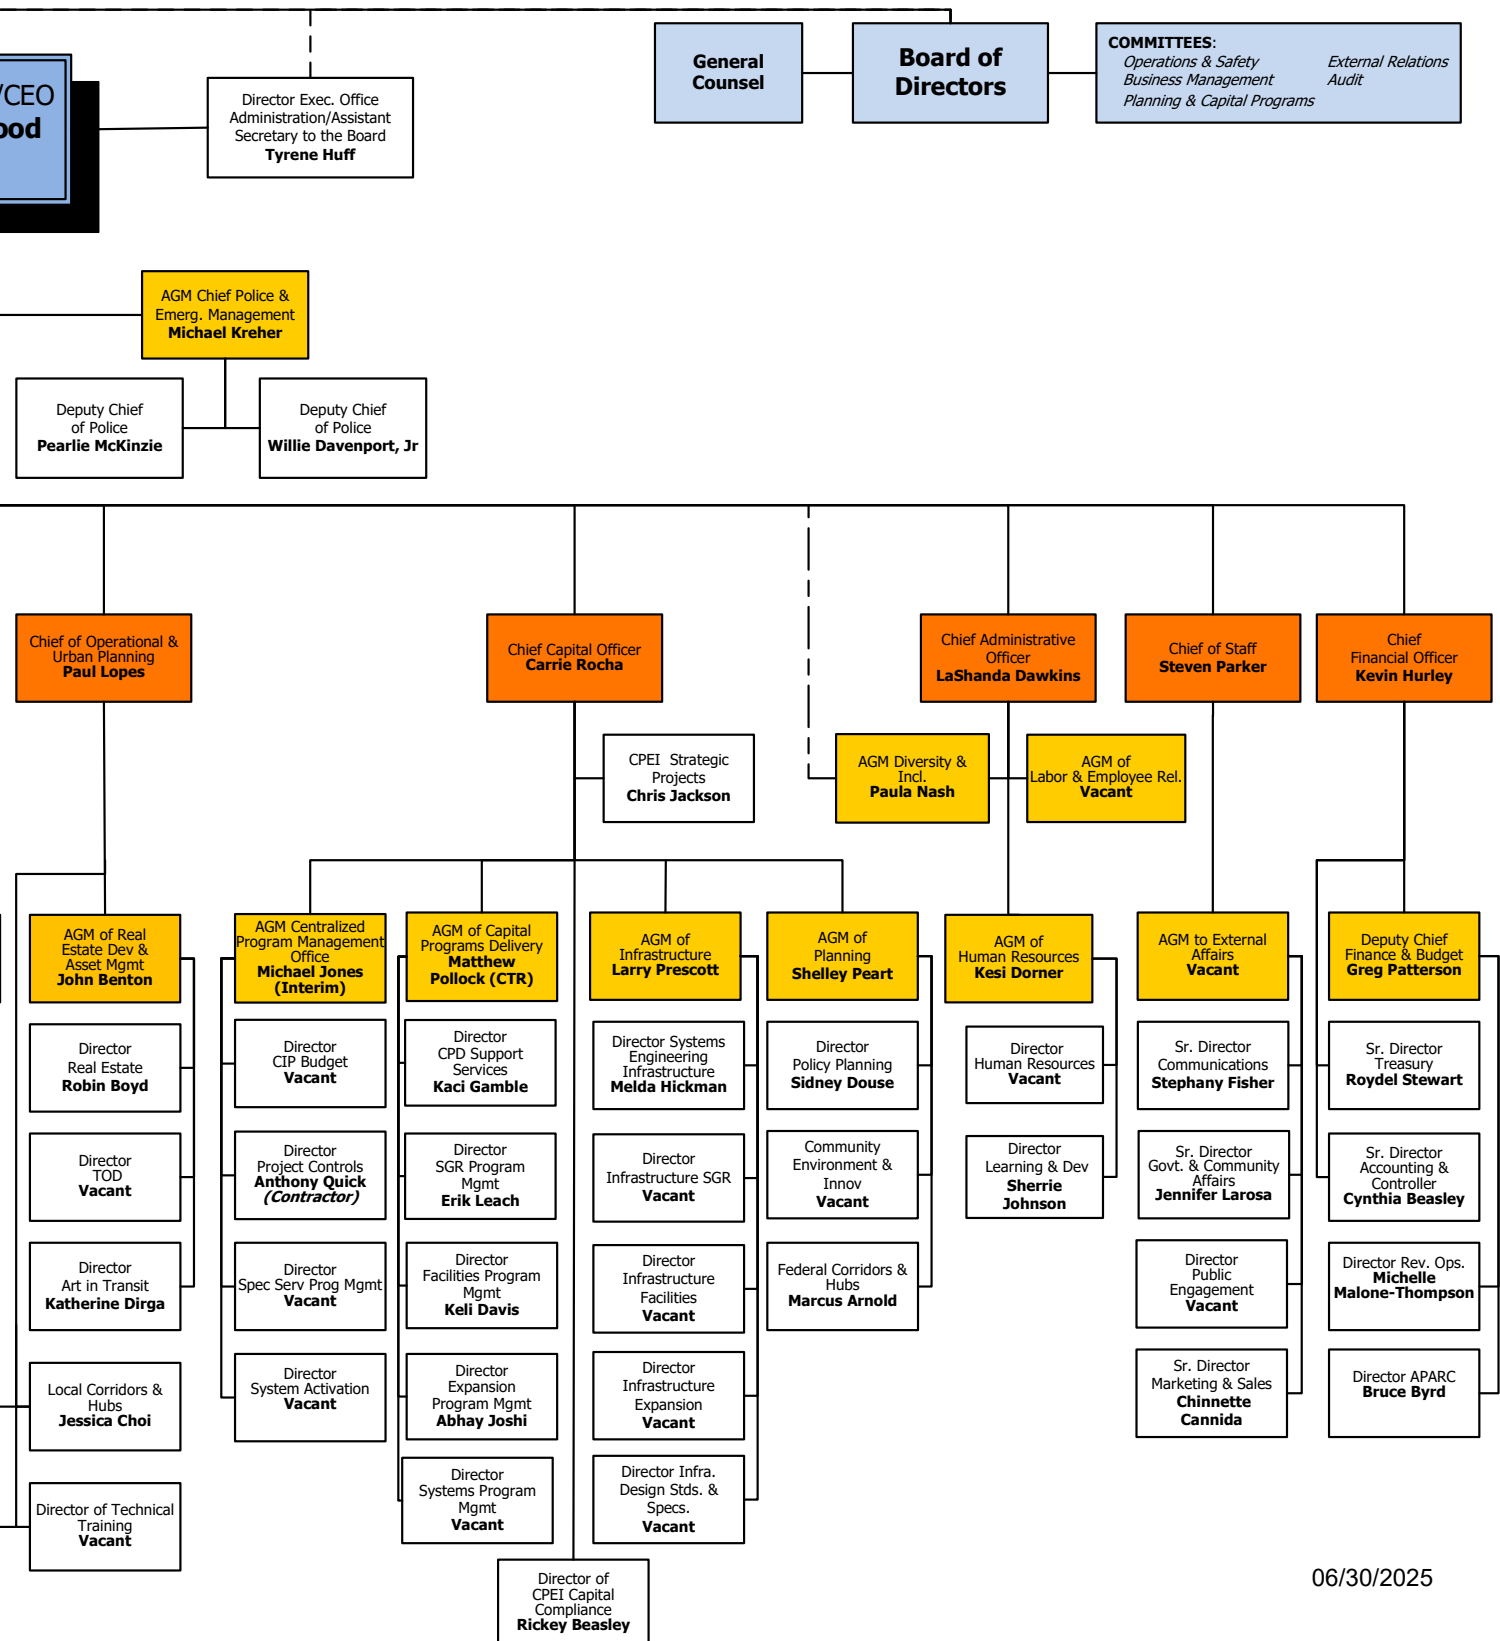 /CEO
ood
Director Exec. Office
Administration/Assistant
Secretary to the Board
Tyrene Huff
General
Counsel
Board of
Directors
COMMITTEES:
Operations & Safety External Relations
Business Management Audit
Planning & Capital Programs
AGM Chief Police &
Emerg. Management
Michael Kreher
Deputy Chief
of Police
Pearlie McKinzie
Deputy Chief
of Police
Willie Davenport, Jr
Chief of Operational &
Urban Planning
Paul Lopes
Chief Capital Officer
Carrie Rocha
Chief Administrative
Officer
LaShanda Dawkins
Chief of Staff
Steven Parker
Chief
Financial Officer
Kevin Hurley
CPEI Strategic
Projects
Chris Jackson
AGM Diversity &
Incl.
Paula Nash
AGM of
Labor & Employee Rel.
Vacant
AGM of Real
Estate Dev &
Asset Mgmt
John Benton
AGM Centralized
Program Management
Office
Michael Jones
(Interim)
AGM of Capital
Programs Delivery
Matthew
Pollock (CTR)
AGM of
Infrastructure
Larry Prescott
AGM of
Planning
Shelley Peart
AGM of
Human Resources
Kesi Dorner
AGM to External
Affairs
Vacant
Deputy Chief
Finance & Budget
Greg Patterson
Director
Real Estate
Robin Boyd
Director
CIP Budget
Vacant
Director
CPD Support
Services
Kaci Gamble
Director Systems
Engineering
Infrastructure
Melda Hickman
Director
Policy Planning
Sidney Douse
Director
Human Resources
Vacant
Sr. Director
Communications
Stephany Fisher
Sr. Director
Treasury
Roydel Stewart
Director
TOD
Vacant
Director
Project Controls
Anthony Quick
(Contractor)
Director
SGR Program
Mgmt
Erik Leach
Director
Infrastructure SGR
Vacant
Community
Environment &
Innov
Vacant
Director
Learning & Dev
Sherrie
Johnson
Sr. Director
Govt. & Community
Affairs
Jennifer Larosa
Sr. Director
Accounting &
Controller
Cynthia Beasley
Director
Art in Transit
Katherine Dirga
Director
Spec Serv Prog Mgmt
Vacant
Director
Facilities Program
Mgmt
Keli Davis
Director
Infrastructure
Facilities
Vacant
Federal Corridors &
Hubs
Marcus Arnold
Director
Public
Engagement
Vacant
Director Rev. Ops.
Michelle
Malone-Thompson
Local Corridors &
Hubs
Jessica Choi
Director
System Activation
Vacant
Director
Expansion
Program Mgmt
Abhay Joshi
Director
Infrastructure
Expansion
Vacant
Sr. Director
Marketing & Sales
Chinnette
Cannida
Director APARC
Bruce Byrd
Director of Technical
Training
Vacant
Director
Systems Program
Mgmt
Vacant
Director Infra.
Design Stds. &
Specs.
Vacant
Director of
CPEI Capital
Compliance
Rickey Beasley
06/30/2025